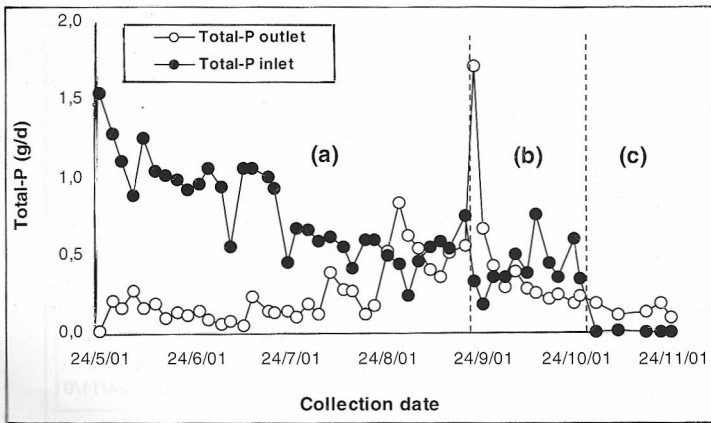 2,0
Total-P outlet
Total-P inlet
1,5
(a)
(b)
(c)
Total-P (g/d)
1,0
0,5
0,0
24/5/01 24/6/01 24/7/01 24/8/01 24/9/01 24/10/01 24/11/01
Collection date